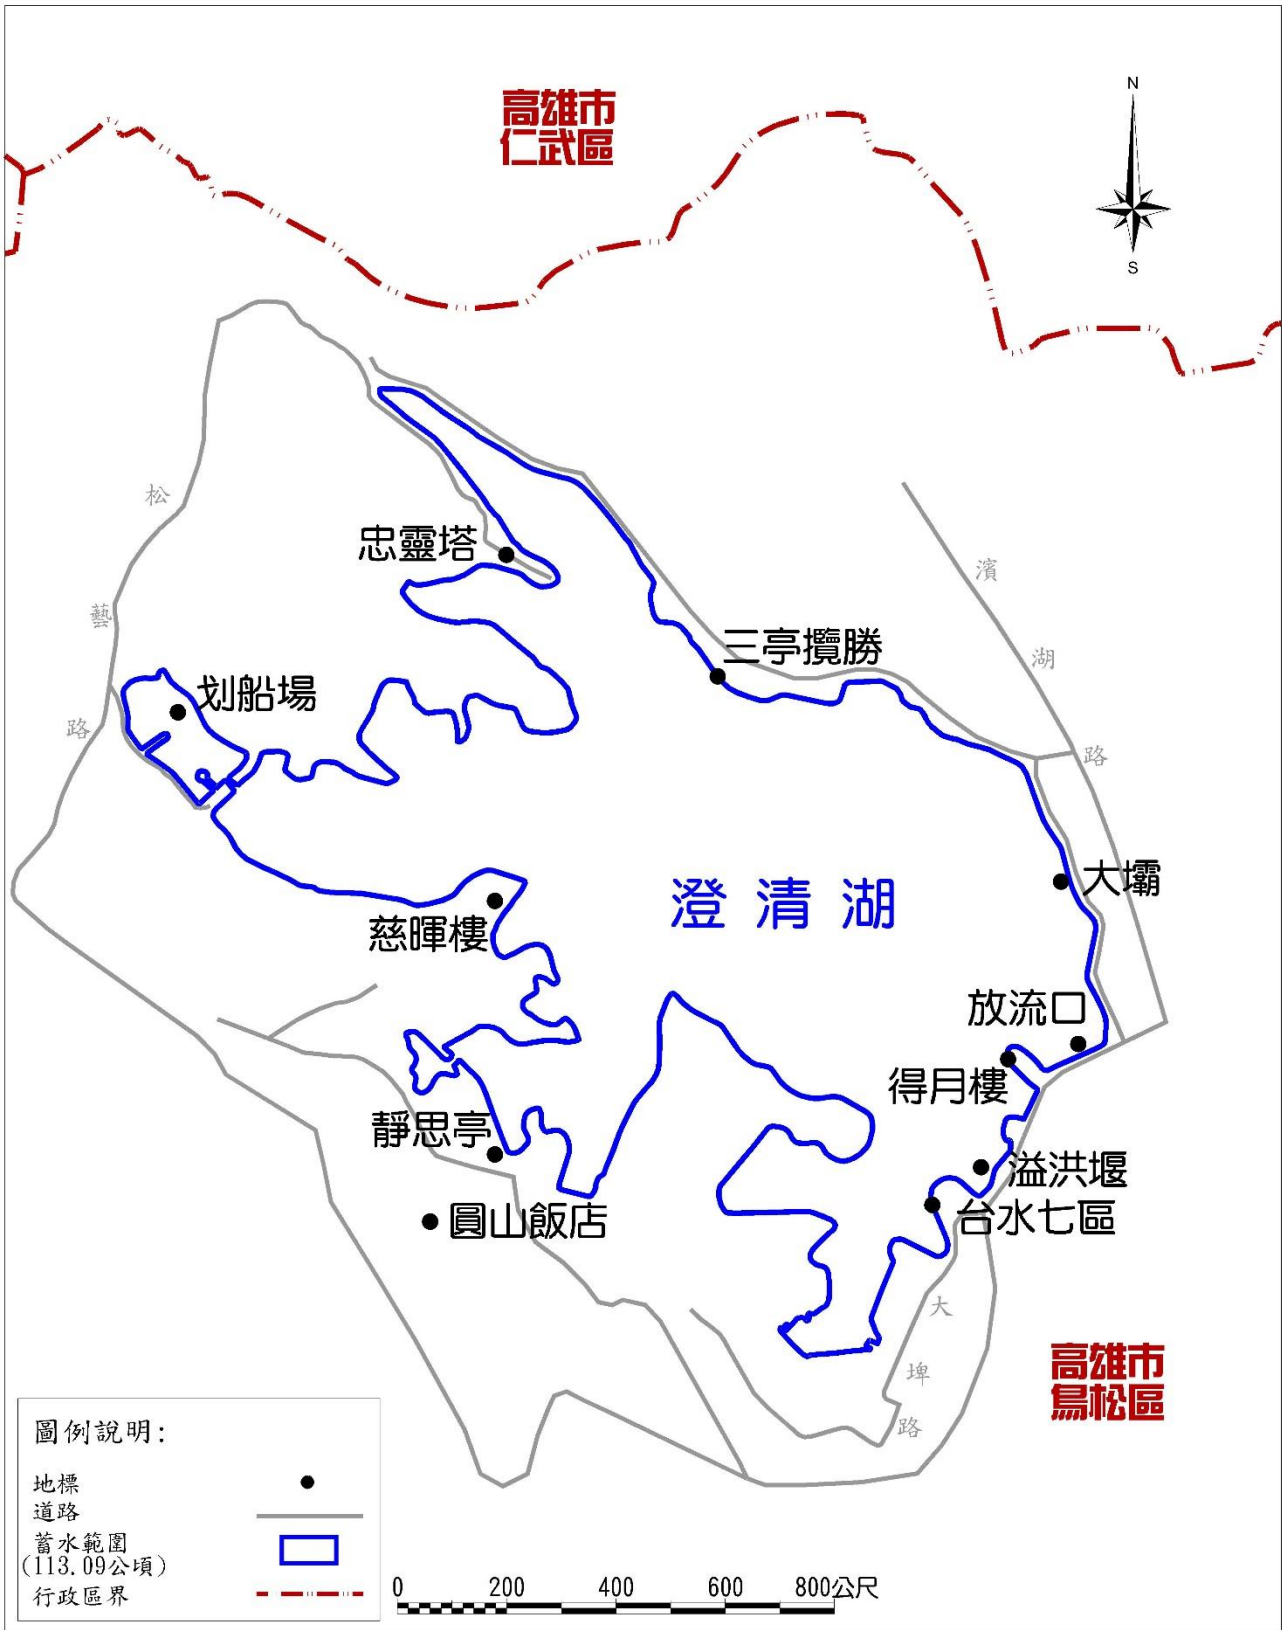 高雄市
仁武區
N
S
松
藝
路
忠靈塔
濱
湖
路
三亭攬勝
划船場
澄清湖
大壩
慈暉樓
放流口
得月樓
靜思亭
溢洪堰
台水七區
圓山飯店
大
埤
路
高雄市
鳥松區
圖例說明:
地標
道路
蓄水範圍
(113.09公頃)
行政區界
0 200 400 600 800公尺